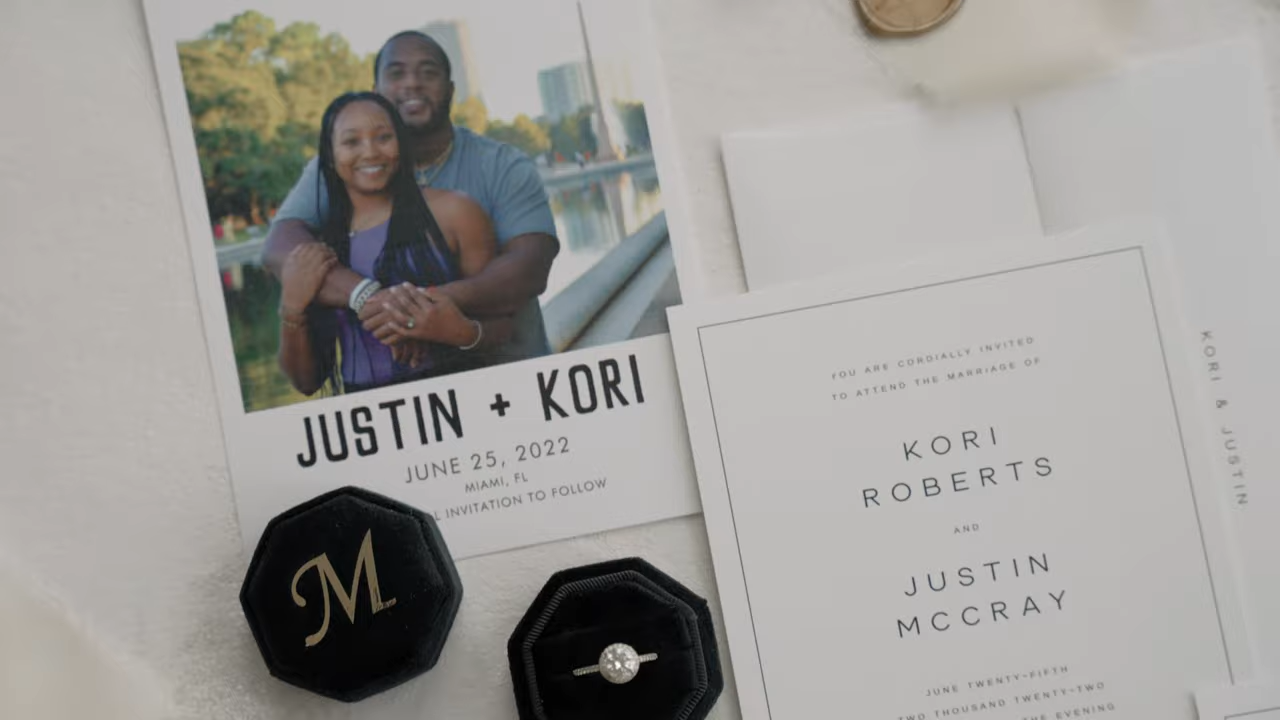 JUSTIN + KORI
JUNE 25, 2022
MIAMI, FL
INVITATION TO FOLLOW
M
YOU ARE CORDIALLY INVITED
TO ATTEND THE MARRIAGE OF
KORI
ROBERTS
AND
JUSTIN
MCCRAY
JUNE TWENTY-FIFTH
TWO THOUSAND TWENTY-TWO
THE EVENING
KORI & JUSTIN